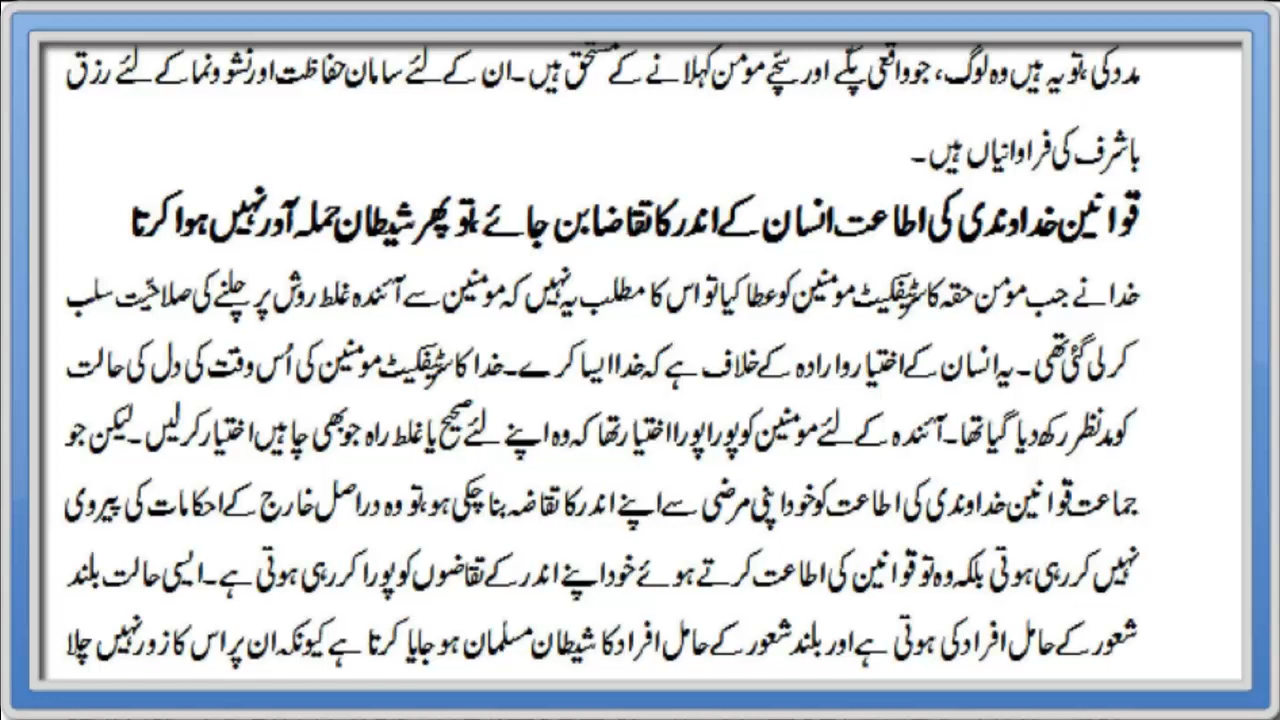 مدد کی، تو یہ ہیں وہ لوگ، جو واقعی پکّے اور سچّے مومن کہلانے کے مستحق ہیں۔ ان کے لئے سامان حفاظت اور نشوونما کے لئے رزق
باشرف کی فراوانیاں ہیں۔
قوانین خداوندی کی اطاعت انسان کے اندر کا تقاضا بن جائے، تو پھر شیطان حملہ آور نہیں ہوا کرتا
خدا نے جب مومن حقہ کا سرٹیفکیٹ مومنین کو عطا کیا تو اس کا مطلب یہ نہیں کہ مومنین سے آئندہ غلط روش پر چلنے کی صلاحیّت سلب
کر لی گئی تھی۔ یہ انسان کے اختیار و ارادہ کے خلاف ہے کہ خدا ایسا کرے۔ خدا کا سرٹیفکیٹ مومنین کی اُس وقت کی دل کی حالت
کو مدنظر رکھ دیا گیا تھا۔ آئندہ کے لئے مومنین کو پورا پورا اختیار تھا کہ وہ اپنے لئے صحیح یا غلط راہ جو بھی چاہیں اختیار کر لیں۔ لیکن جو
جماعت قوانین خداوندی کی اطاعت کو خود اپنی مرضی سے اپنے اندر کا تقاضہ بنا چکی ہو، تو وہ دراصل خارج کے احکامات کی پیروی
نہیں کر رہی ہوتی بلکہ وہ تو قوانین کی اطاعت کرتے ہوئے خود اپنے اندر کے تقاضوں کو پورا کر رہی ہوتی ہے۔ ایسی حالت بلند
شعور کے حامل افراد کی ہوتی ہے اور بلند شعور کے حامل افراد کا شیطان مسلمان ہو جایا کرتا ہے کیونکہ ان پر اس کا زور نہیں چلا